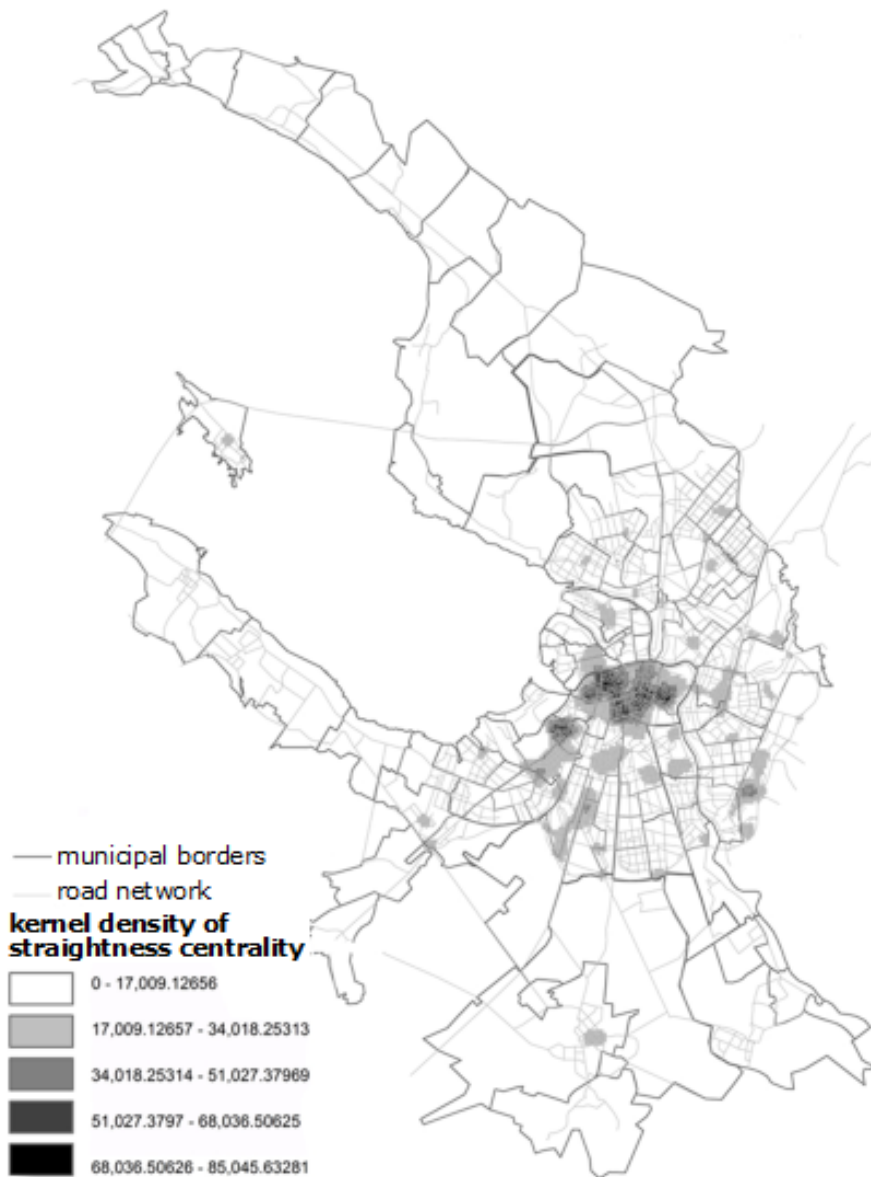 municipal borders
road network
kernel density of
straightness centrality
0 - 17,009.12656
17,009.12657 - 34,018.25313
34,018.25314 - 51,027.37969
51,027.3797 - 68,036.50625
68,036.50626 - 85,045.63281